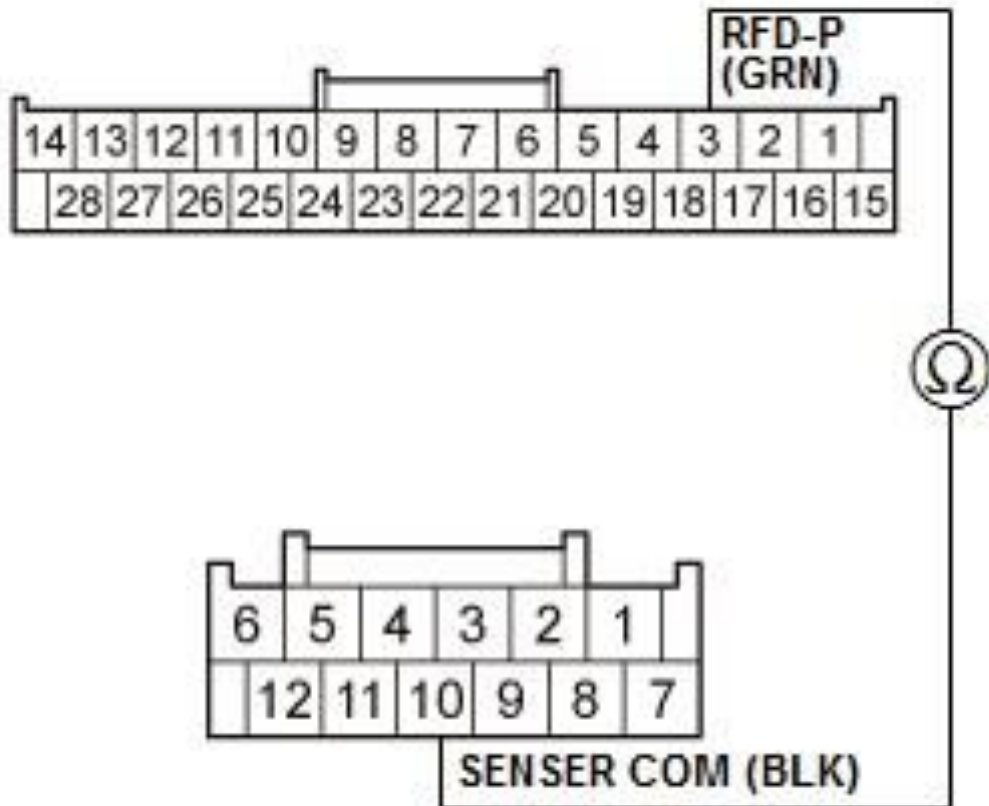 RFD-P
(GRN)
14 13 12 11 10 9 8 7 6 5 4 3 2 1
28 27 26 25 24 23 22 21 20 19 18 17 16 15
Ω
6 5 4 3 2 1
12 11 10 9 8 7
SENSER COM (BLK)